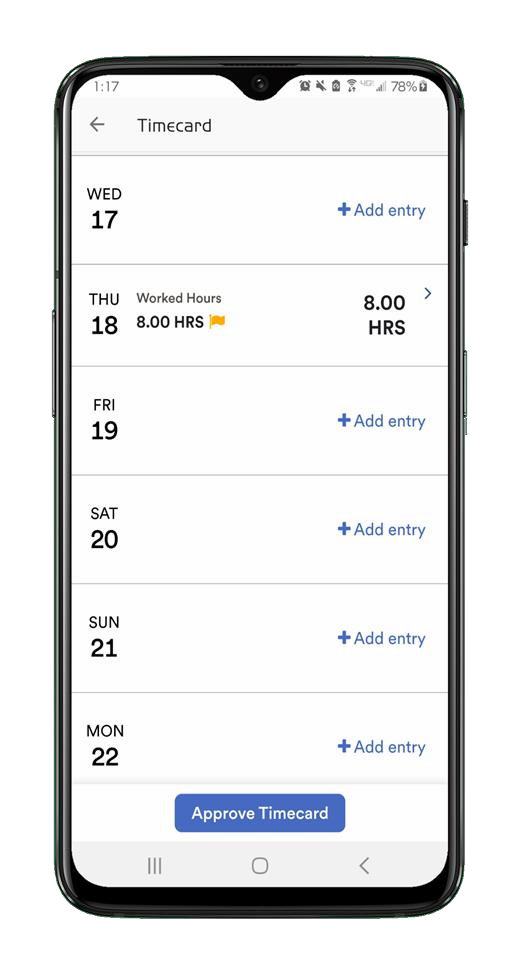 1:17 4G 78%
Timecard
WED
17
+ Add entry
THU
18
Worked Hours
8.00 HRS
8.00
HRS
FRI
19
+ Add entry
SAT
20
+ Add entry
SUN
21
+ Add entry
MON
22
+ Add entry
Approve Timecard